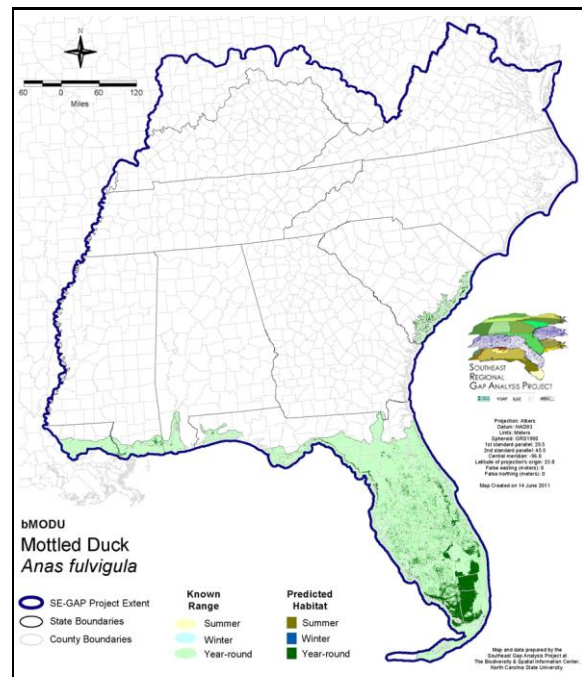 N
60 0 60 120
Miles
SOUTHEAST
REGIONAL
GAP ANALYSIS PROJECT
Projection: Albers
Datum: NAD83
Units: Meters
Spheroid: GRS1980
1st standard parallel: 29.5
2nd standard parallel: 45.5
Central meridian: -96.0
Latitude of projection's origin: 23.0
False easting (meters): 0
False northing (meters): 0
Map Created on 14 June 2011
bMODU
Mottled Duck
Anas fulvigula
SE-GAP Project Extent
State Boundaries
County Boundaries
Known
Range
Summer
Winter
Year-round
Predicted
Habitat
Summer
Winter
Year-round
Map and data prepared by the
Southeast Gap Analysis Project at
The Biodiversity & Spatial Information Center,
North Carolina State University.